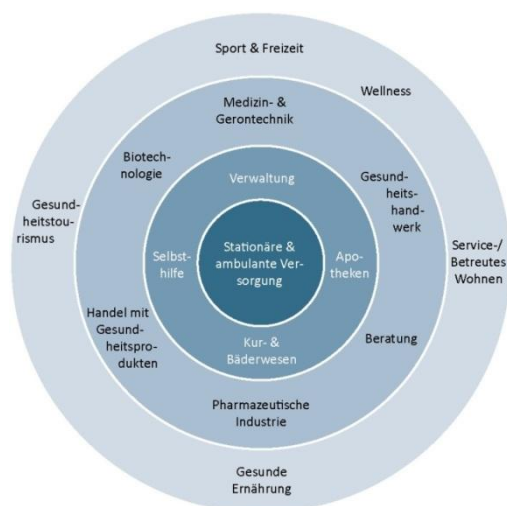 Sport & Freizeit
Wellness
Medizin- &
Gerontechnik
Biotech-
nologie
Gesund-
heits-
hand-
werk
Verwaltung
Gesund-
heitstou-
rismus
Selbst-
hilfe
Stationäre &
ambulante Ver-
sorgung
Apo-
theken
Service-/
Betreutes
Wohnen
Handel mit
Gesund-
heitspro-
dukten
Kur- &
Bäderwesen
Beratung
Pharmazeutische
Industrie
Gesunde
Ernährung